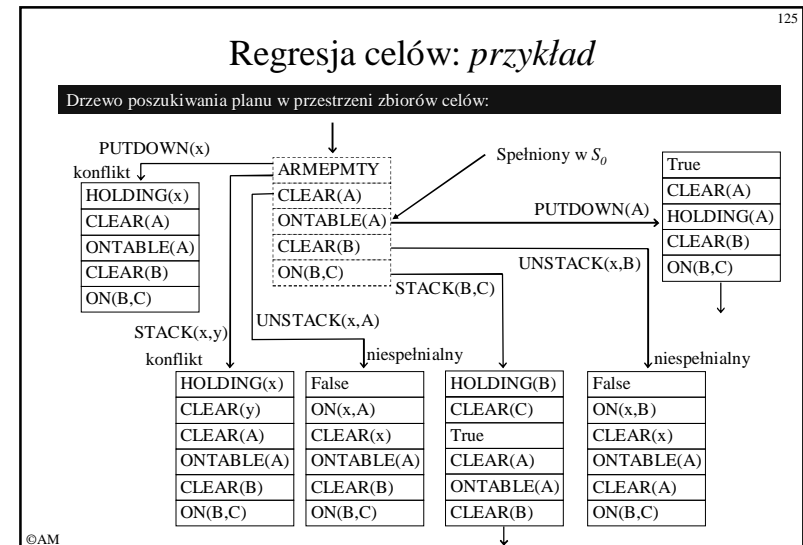 125
Regresja celów: przykład
Drzewo poszukiwania planu w przestrzeni zbiorów celów:
PUTDOWN(x)
konflikt
HOLDING(x)
CLEAR(A)
ONTABLE(A)
CLEAR(B)
ON(B,C)
ARMEPMTY
CLEAR(A)
ONTABLE(A)
CLEAR(B)
ON(B,C)
Spełniony w S0
PUTDOWN(A)
True
CLEAR(A)
HOLDING(A)
CLEAR(B)
ON(B,C)
UNSTACK(x,B)
STACK(B,C)
UNSTACK(x,A)
STACK(x,y)
konflikt
niespełnialny
niespełnialny
HOLDING(x)
CLEAR(y)
CLEAR(A)
ONTABLE(A)
CLEAR(B)
ON(B,C)
False
ON(x,A)
CLEAR(x)
ONTABLE(A)
CLEAR(B)
ON(B,C)
HOLDING(B)
CLEAR(C)
True
CLEAR(A)
ONTABLE(A)
CLEAR(B)
False
ON(x,B)
CLEAR(x)
ONTABLE(A)
CLEAR(A)
ON(B,C)
©AM